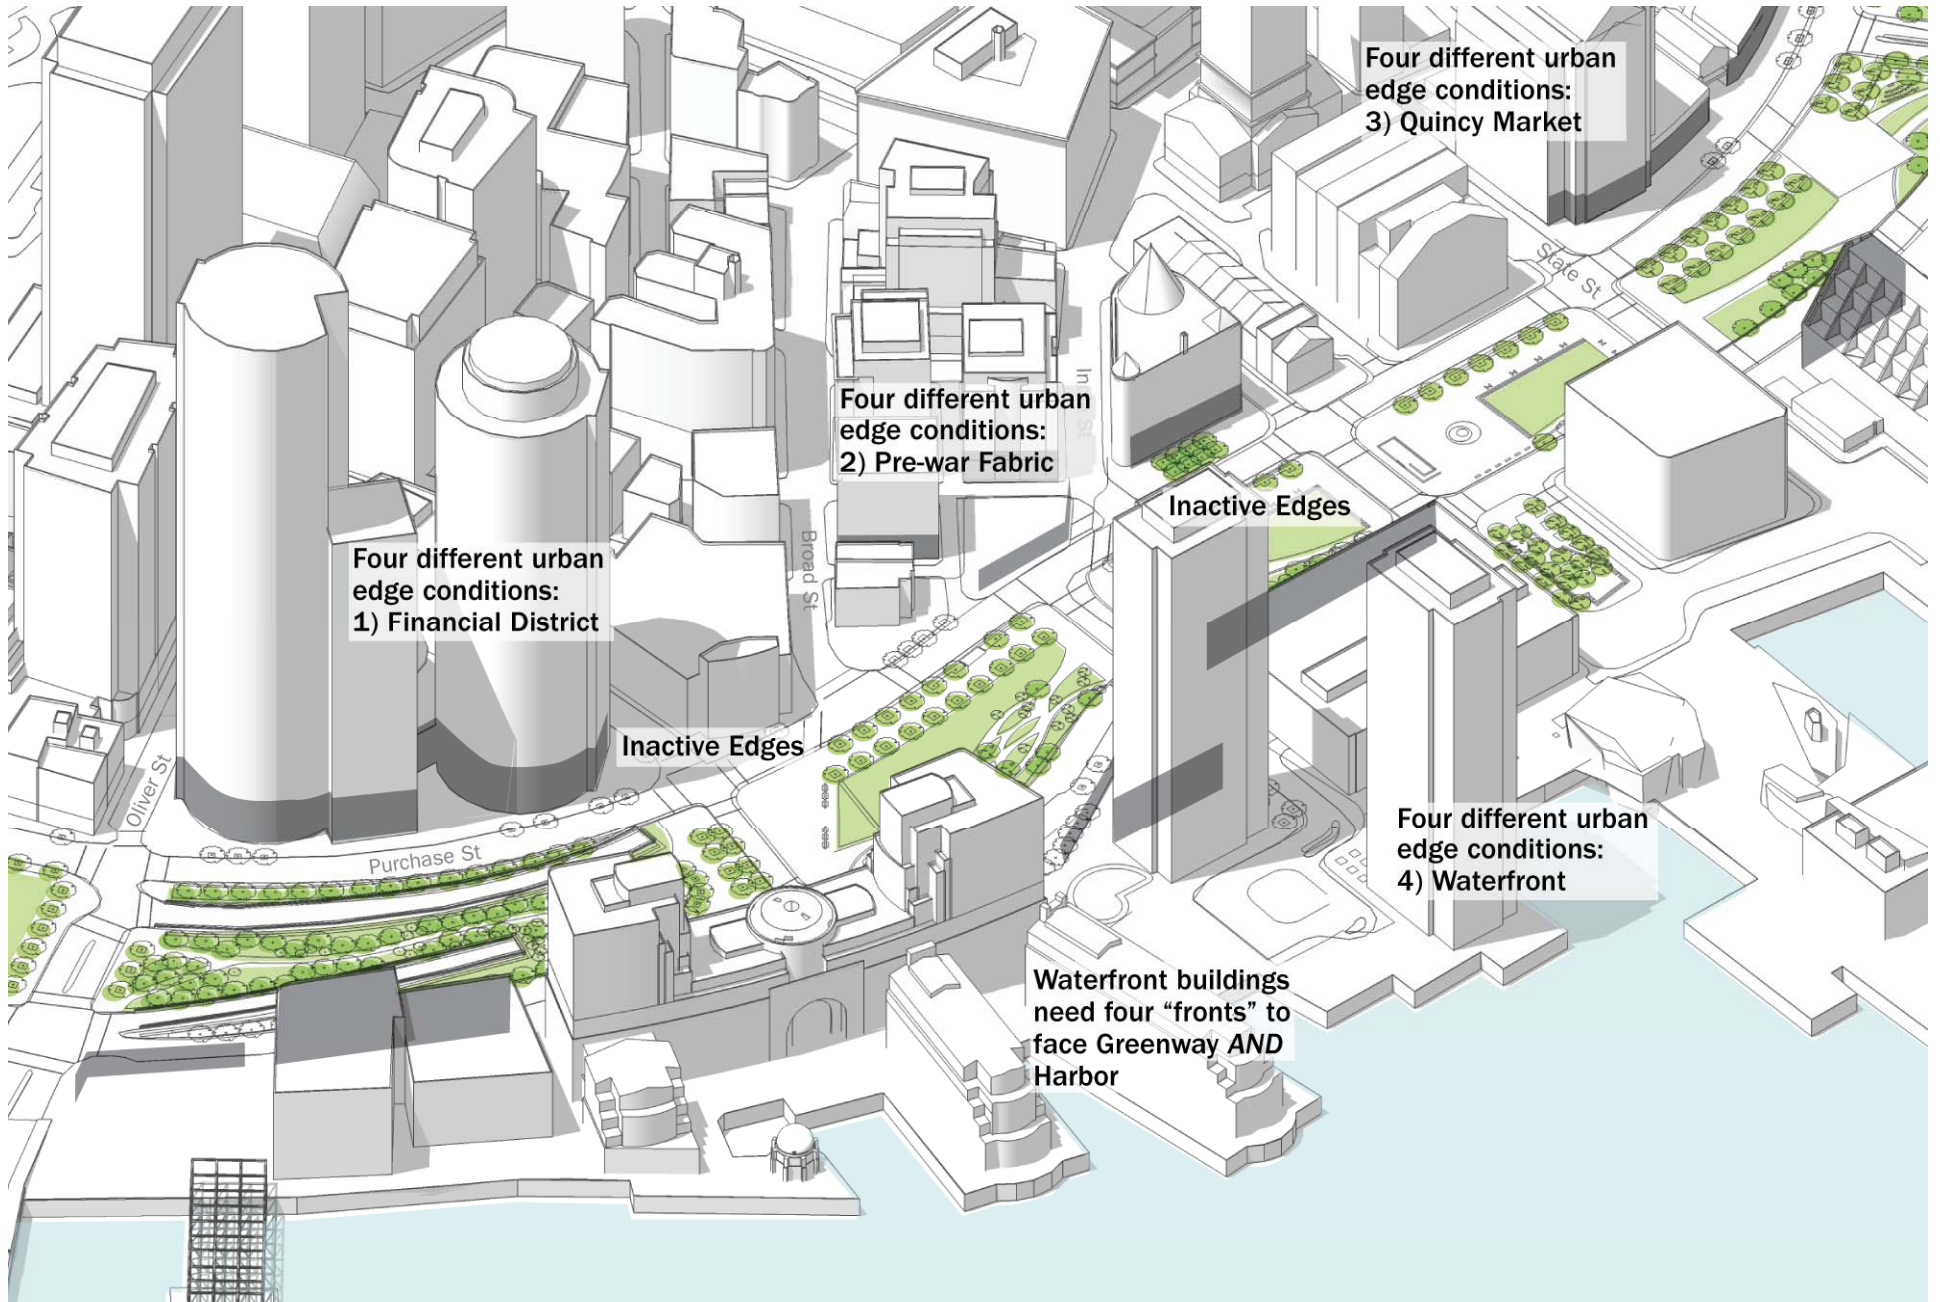 Four different urban
edge conditions:
3) Quincy Market
State St
Four different urban
edge conditions:
2) Pre-war Fabric
Inactive Edges
Broad St
Four different urban
edge conditions:
1) Financial District
Inactive Edges
Oliver St
Purchase St
Four different urban
edge conditions:
4) Waterfront
Waterfront buildings
need four “fronts” to
face Greenway AND
Harbor